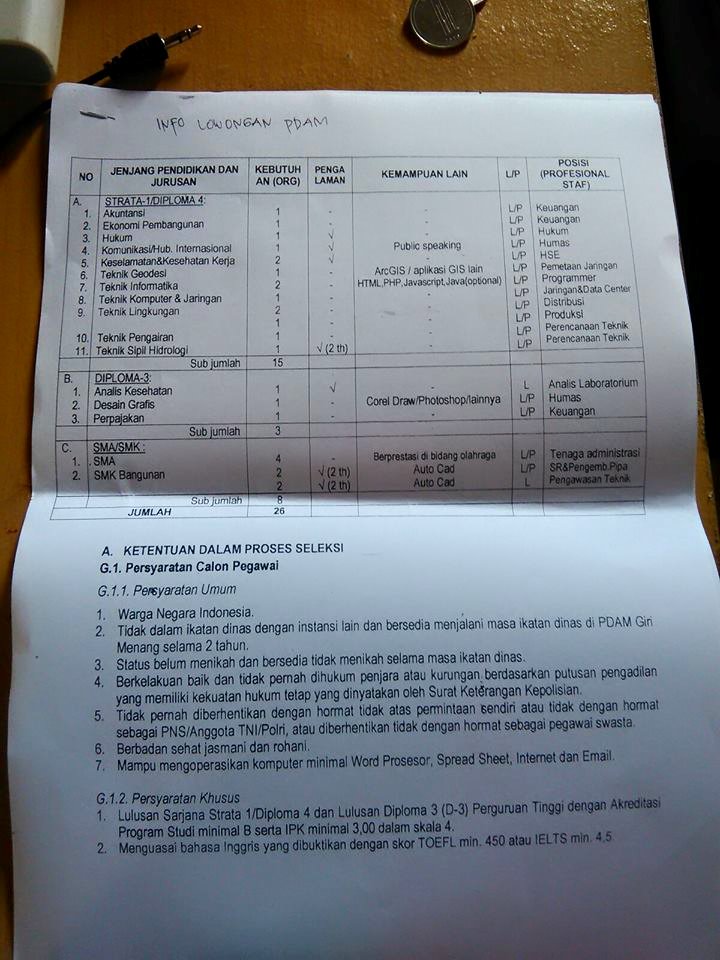 INFO LOWONGAN PDAM
NO JENJANG PENDIDIKAN DAN JURUSAN KEBUTUHAN (ORG) PENGALAMAN KEMAMPUAN LAIN L/P POSISI (PROFESIONAL STAF)
A. STRATA-1/DIPLOMA 4:
1. Akuntansi 1 - - L/P Keuangan
2. Ekonomi Pembangunan 1 - - L/P Keuangan
3. Hukum 1 √ - L/P Hukum
4. Komunikasi/Hub. Internasional 1 √ Public speaking L/P Humas
5. Keselamatan&Kesehatan Kerja 2 √ - L/P HSE
6. Teknik Geodesi 1 - ArcGIS / aplikasi GIS lain L/P Pemetaan Jaringan
7. Teknik Informatika 2 - HTML,PHP,Javascript,Java(optional) L/P Programmer
8. Teknik Komputer & Jaringan 1 - - L/P Jaringan&Data Center
9. Teknik Lingkungan 2 - - L/P Distribusi
1 - - L/P Produksi
10. Teknik Pengairan 1 - - L/P Perencanaan Teknik
11. Teknik Sipil Hidrologi 1 √ (2 th) - L/P Perencanaan Teknik
Sub jumlah 15
B. DIPLOMA-3:
1. Analis Kesehatan 1 √ - L Analis Laboratorium
2. Desain Grafis 1 - Corel Draw/Photoshop/lainnya L/P Humas
3. Perpajakan 1 - - L/P Keuangan
Sub jumlah 3
C. SMA/SMK :
1. SMA 4 - Berprestasi di bidang olahraga L/P Tenaga administrasi
2. SMK Bangunan 2 √ (2 th) Auto Cad L/P SR&Pengemb.Pipa
2 √ (2 th) Auto Cad L Pengawasan Teknik
Sub jumlah 8
JUMLAH 26
A. KETENTUAN DALAM PROSES SELEKSI
G.1. Persyaratan Calon Pegawai
G.1.1. Persyaratan Umum
1. Warga Negara Indonesia.
2. Tidak dalam ikatan dinas dengan instansi lain dan bersedia menjalani masa ikatan dinas di PDAM Giri
Menang selama 2 tahun.
3. Status belum menikah dan bersedia tidak menikah selama masa ikatan dinas.
4. Berkelakuan baik dan tidak pernah dihukum penjara atau kurungan berdasarkan putusan pengadilan
yang memiliki kekuatan hukum tetap yang dinyatakan oleh Surat Keterangan Kepolisian.
5. Tidak pernah diberhentikan dengan hormat tidak atas permintaan sendiri atau tidak dengan hormat
sebagai PNS/Anggota TNI/Polri, atau diberhentikan tidak dengan hormat sebagai pegawai swasta.
6. Berbadan sehat jasmani dan rohani.
7. Mampu mengoperasikan komputer minimal Word Prosesor, Spread Sheet, Internet dan Email.
G.1.2. Persyaratan Khusus
1. Lulusan Sarjana Strata 1/Diploma 4 dan Lulusan Diploma 3 (D-3) Perguruan Tinggi dengan Akreditasi
Program Studi minimal B serta IPK minimal 3,00 dalam skala 4.
2. Menguasai bahasa Inggris yang dibuktikan dengan skor TOEFL min. 450 atau IELTS min. 4,5.